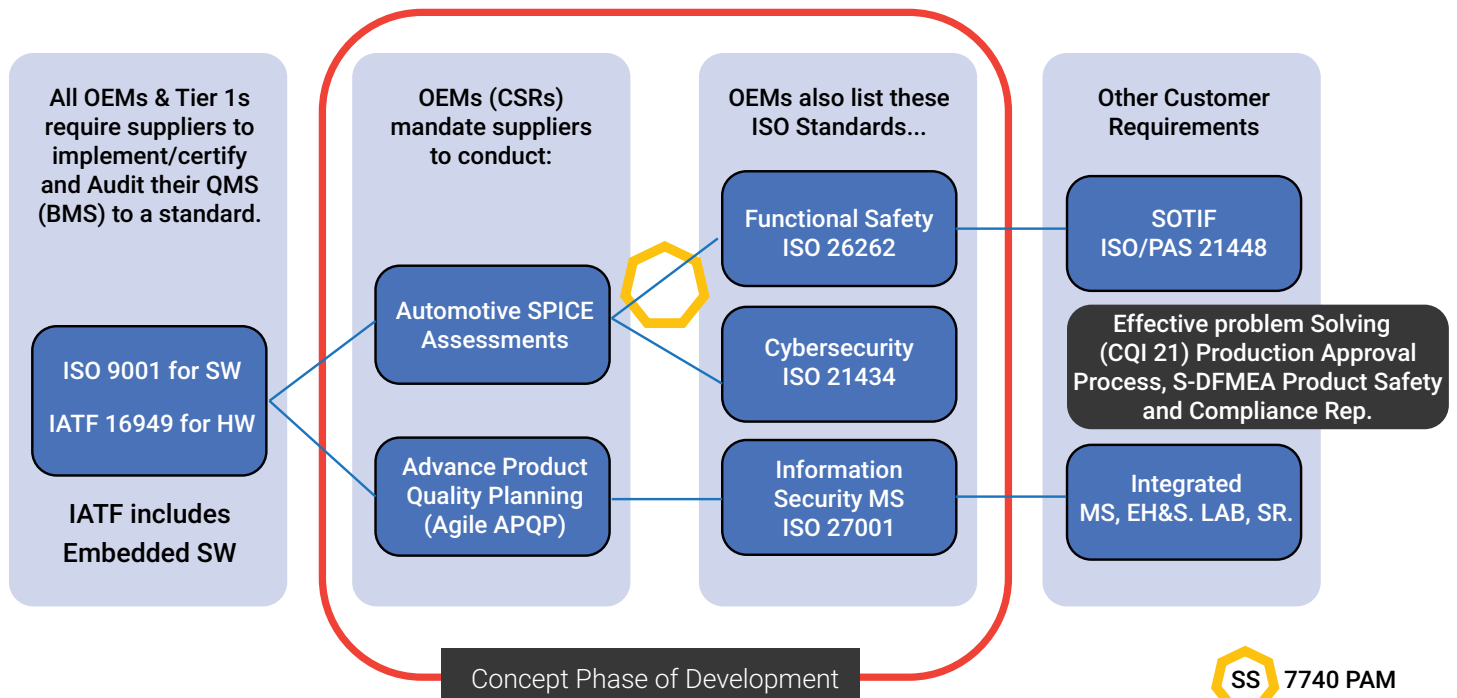 All OEMs & Tier 1s
require suppliers to
implement/certify
and Audit their QMS
(BMS) to a standard.
ISO 9001 for SW
IATF 16949 for HW
IATF includes
Embedded SW
OEMs (CSRs)
mandate suppliers
to conduct:
Automotive SPICE
Assessments
Advance Product
Quality Planning
(Agile APQP)
OEMs also list these
ISO Standards...
Functional Safety
ISO 26262
Cybersecurity
ISO 21434
Information
Security MS
ISO 27001
Other Customer
Requirements
SOTIF
ISO/PAS 21448
Effective problem Solving
(CQI 21) Production Approval
Process, S-DFMEA Product Safety
and Compliance Rep.
Integrated
MS, EH&S. LAB, SR.
Concept Phase of Development
SS 7740 PAM